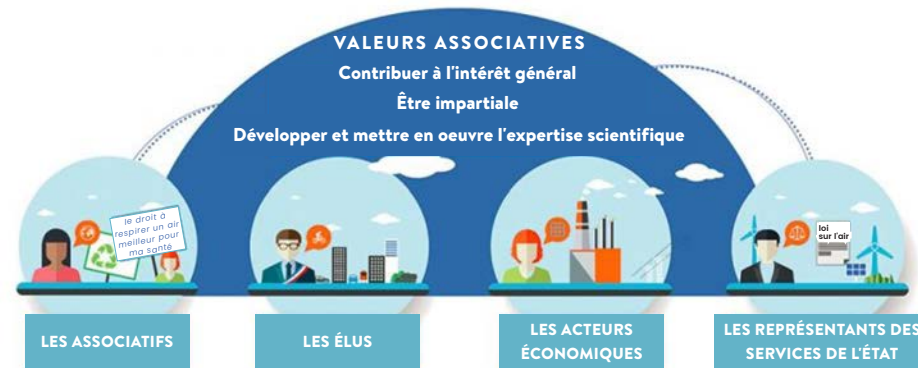 VALEURS ASSOCIATIVES
Contribuer à l'intérêt général
Être impartiale
Développer et mettre en oeuvre l'expertise scientifique
le droit à
respirer un air
meilleur pour
ma santé
loi
sur l'air
LES ASSOCIATIFS
LES ÉLUS
LES ACTEURS
ÉCONOMIQUES
LES REPRÉSENTANTS DES
SERVICES DE L'ÉTAT